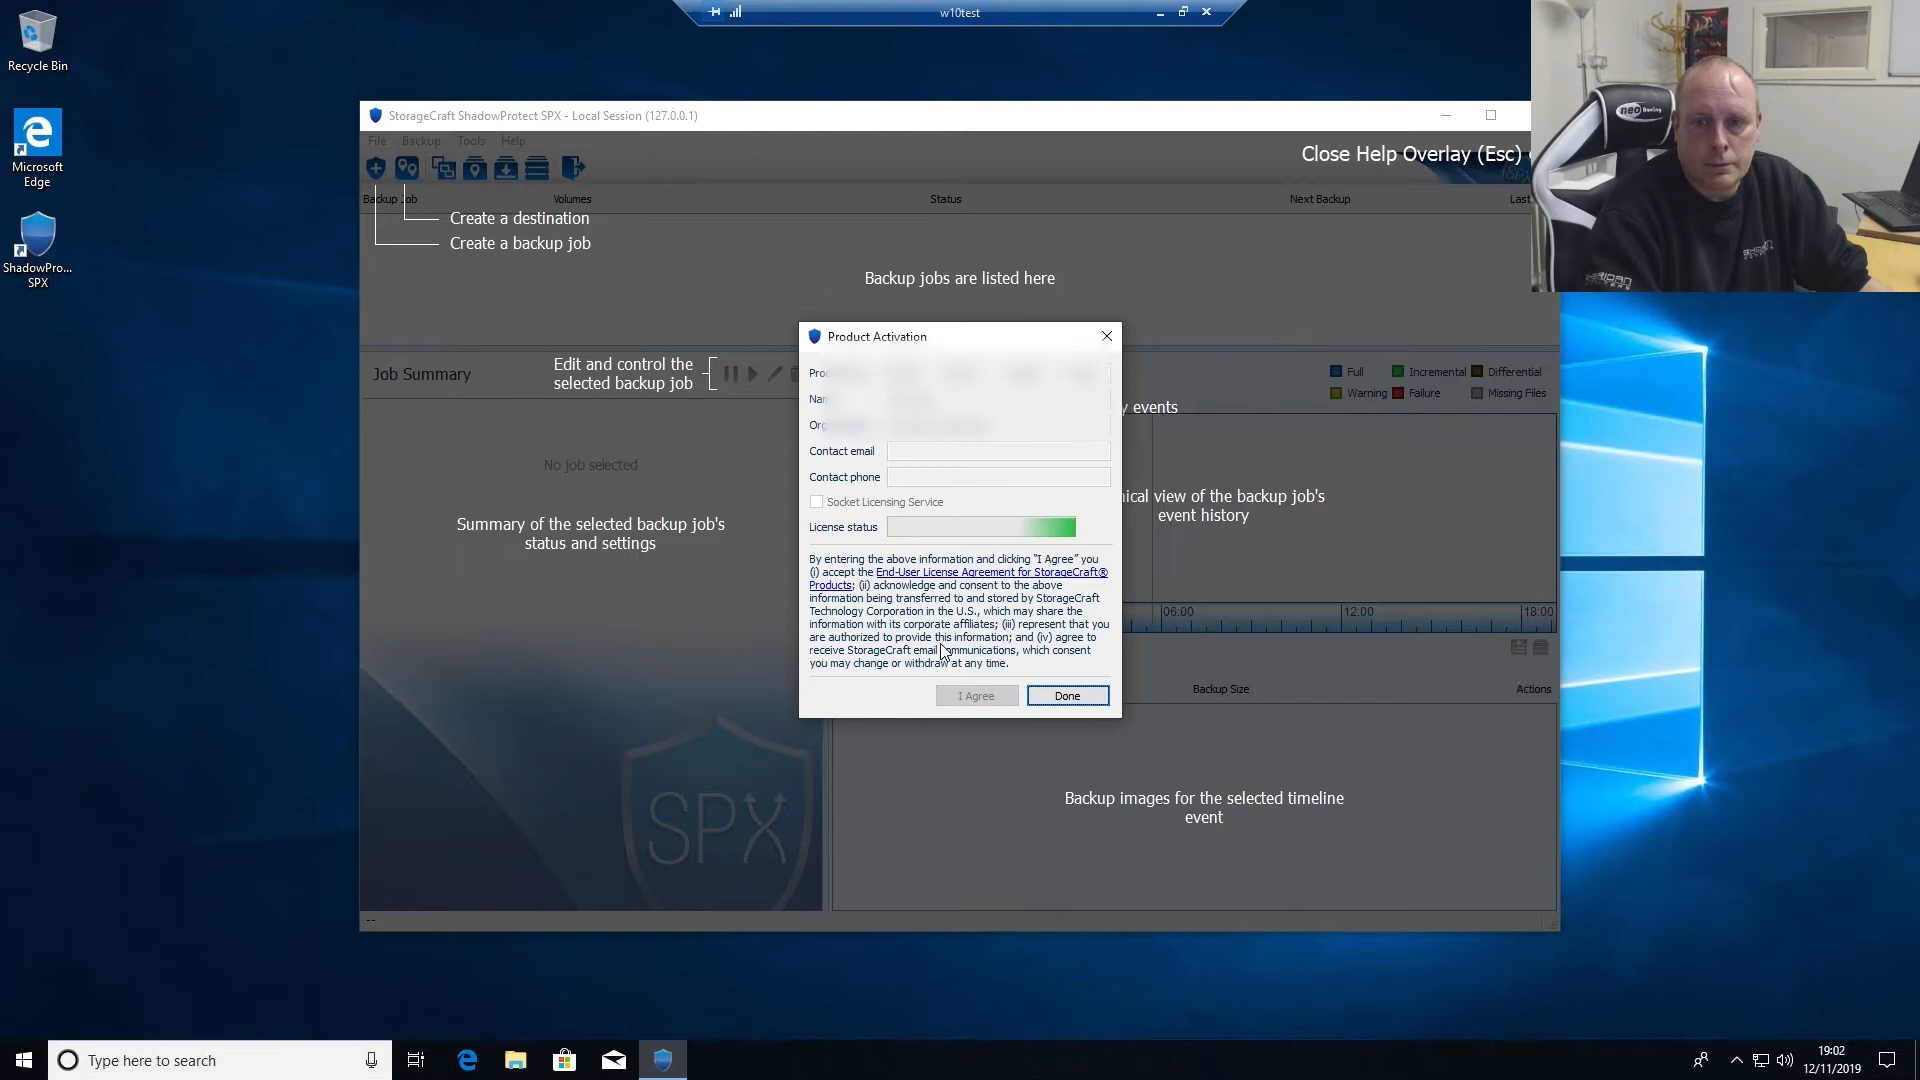 w10test
Recycle Bin
Microsoft
Edge
ShadowPro...
SPX
StorageCraft ShadowProtect SPX - Local Session (127.0.0.1)
File Backup Tools Help
Close Help Overlay (Esc)
Backup Job Volumes Status Next Backup Last
Create a destination
Create a backup job
Backup jobs are listed here
Job Summary
Edit and control the
selected backup job
No job selected
Summary of the selected backup job's
status and settings
SPX
Product Activation
Contact email
Contact phone
Socket Licensing Service
License status
By entering the above information and clicking "I Agree" you
(i) accept the End-User License Agreement for StorageCraft®
Products; (ii) acknowledge and consent to the above
information being transferred to and stored by StorageCraft
Technology Corporation in the U.S., which may share the
information with its corporate affiliates; (iii) represent that you
are authorized to provide this information; and (iv) agree to
receive StorageCraft email communications, which consent
you may change or withdraw at any time.
I Agree Done
Full Incremental Differential
Warning Failure Missing Files
y events
ical view of the backup job's
event history
06:00 12:00 18:00
Backup Size Actions
Backup images for the selected timeline
event
--
neo
Type here to search
19:02
12/11/2019